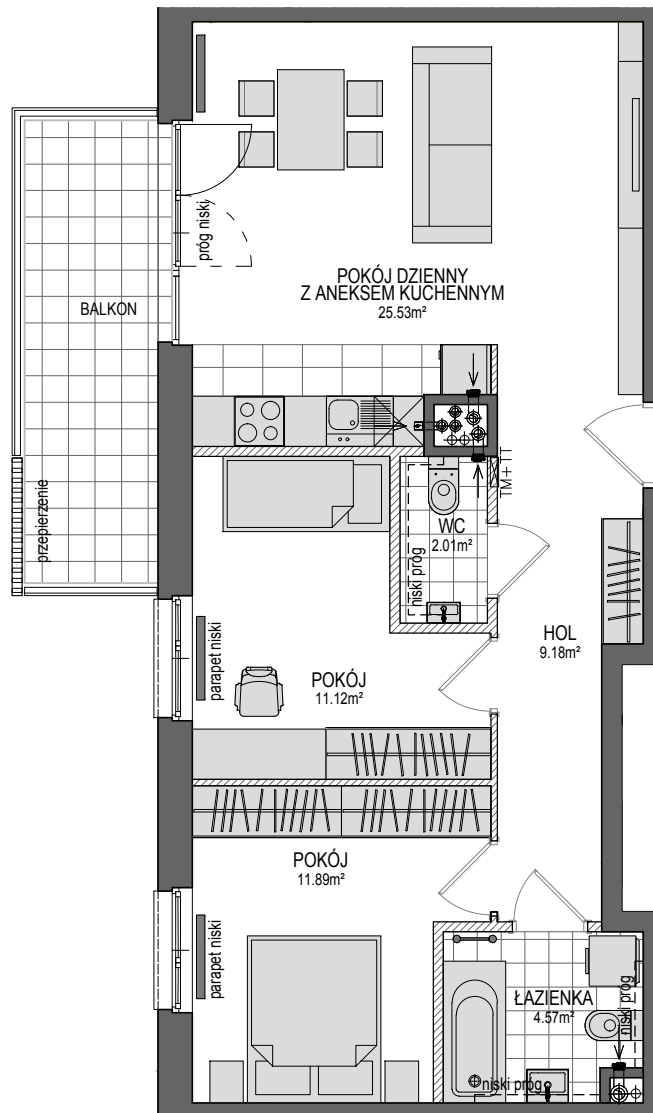 próg niski
POKÓJ DZIENNY
Z ANEKSEM KUCHENNYM
25.53m²
BALKON
przepierzenie
TM+ TT
WC
2.01m²
niski próg
HOL
9.18m²
parapet niski
POKÓJ
11.12m²
POKÓJ
11.89m²
parapet niski
ŁAZIENKA
4.57m²
niski próg
niski próg